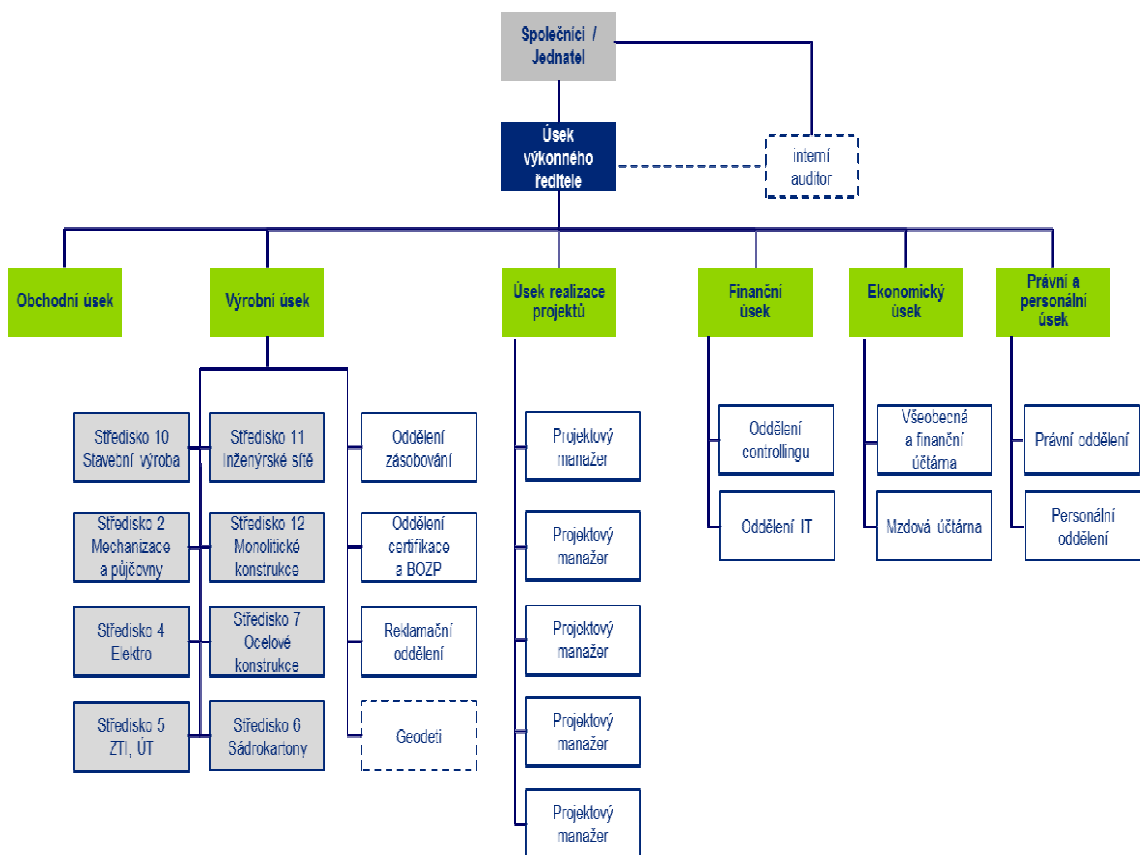 Společníci /
Jednatel
Úsek
výkonného
ředitele
interní
auditor
Obchodní úsek
Výrobní úsek
Úsek realizace
projektů
Finanční
úsek
Ekonomický
úsek
Právní a
personální
úsek
Středisko 10
Stavební výroba
Středisko 11
Inženýrské sítě
Oddělení
zásobování
Projektový
manažer
Oddělení
controllingu
Všeobecná
a finanční
účtárna
Právní oddělení
Středisko 2
Mechanizace
a půjčovny
Středisko 12
Monolitické
konstrukce
Oddělení
certifikace
a BOZP
Projektový
manažer
Oddělení IT
Mzdová účtárna
Personální
oddělení
Středisko 4
Elektro
Středisko 7
Ocelové
konstrukce
Reklamační
oddělení
Projektový
manažer
Středisko 5
ZTI, ÚT
Středisko 6
Sádrokartony
Geodeti
Projektový
manažer
Projektový
manažer